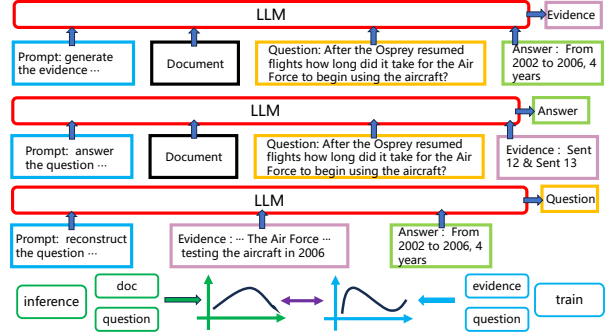 LLM
Evidence
Prompt: generate
the evidence ···
Document
Question: After the Osprey resumed
flights how long did it take for the Air
Force to begin using the aircraft?
Answer : From
2002 to 2006, 4
years
LLM
Answer
Prompt: answer
the question ···
Document
Question: After the Osprey resumed
flights how long did it take for the Air
Force to begin using the aircraft?
Evidence : Sent
12 & Sent 13
LLM
Question
Prompt: reconstruct
the question ···
Evidence : ··· The Air Force ···
testing the aircraft in 2006
Answer : From
2002 to 2006, 4
years
inference
doc
question
evidence
question
train